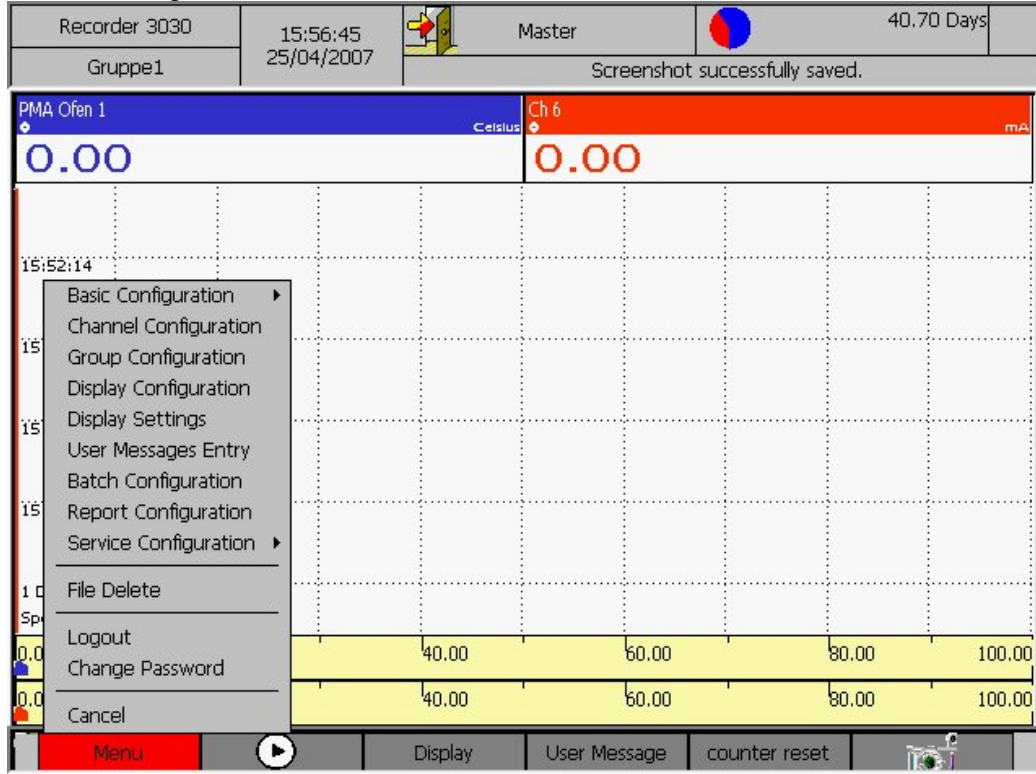 Recorder 3030
15:56:45
25/04/2007
Master
40.70 Days
Gruppe1
Screenshot successfully saved.
PMA Ofen 1
Celsius
Ch 6
mA
0.00
0.00
15:52:14
15
15
15
1
Basic Configuration
Channel Configuration
Group Configuration
Display Configuration
Display Settings
User Messages Entry
Batch Configuration
Report Configuration
Service Configuration
File Delete
Logout
Change Password
Cancel
40.00 60.00 80.00 100.00
40.00 60.00 80.00 100.00
Menu
Display
User Message
counter reset